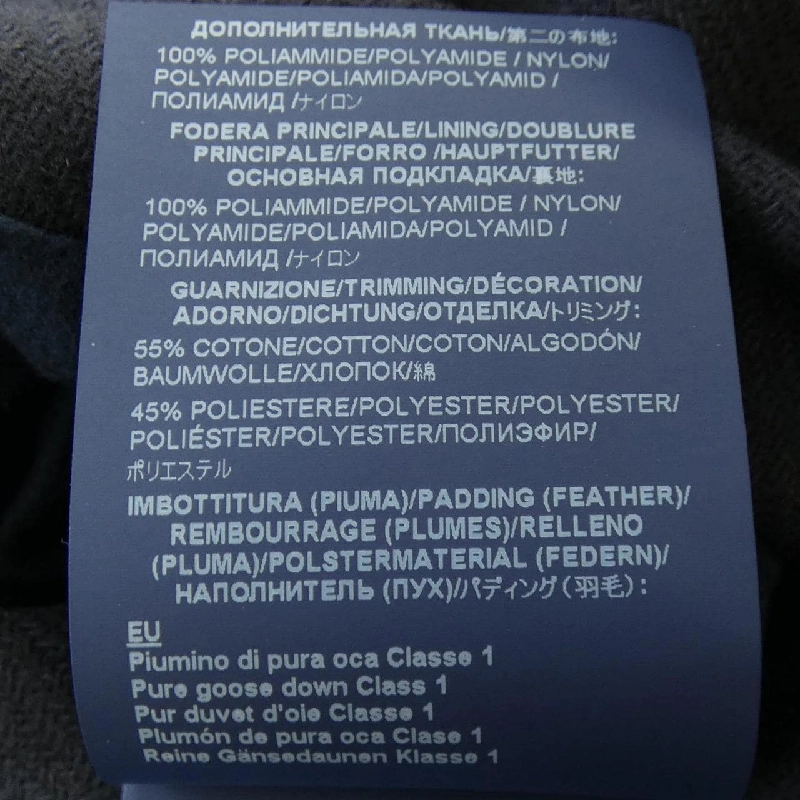 ДОПОЛНИТЕЛЬНАЯ ТКАНЬ/第二の布地:
100% POLIAMMIDE/POLYAMIDE / NYLON/
POLYAMIDE/POLIAMIDA/POLYAMID /
ПОЛИАМИД /ナイロン
FODERA PRINCIPALE/LINING/DOUBLURE
PRINCIPALE/FORRO /HAUPTFUTTER/
ОСНОВНАЯ ПОДКЛАДКА/裏地:
100% POLIAMMIDE/POLYAMIDE / NYLON/
POLYAMIDE/POLIAMIDA/POLYAMID /
ПОЛИАМИД /ナイロン
GUARNIZIONE/TRIMMING/DÉCORATION/
ADORNO/DICHTUNG/ОТДЕЛКА/トリミング:
55% COTONE/COTTON/COTON/ALGODÓN/
BAUMWOLLE/ХЛОПОК/綿
45% POLIESTERE/POLYESTER/POLYESTER/
POLIÉSTER/POLYESTER/ПОЛИЭФИР/
ポリエステル
IMBOTTITURA (PIUMA)/PADDING (FEATHER)/
REMBOURRAGE (PLUMES)/RELLENO
(PLUMA)/POLSTERMATERIAL (FEDERN)/
НАПОЛНИТЕЛЬ (ПУХ)/パディング(羽毛):
EU
Piumino di pura oca Classe 1
Pure goose down Class 1
Pur duvet d'oie Classe 1
Plumón de pura oca Clase 1
Reine Gänsedaunen Klasse 1